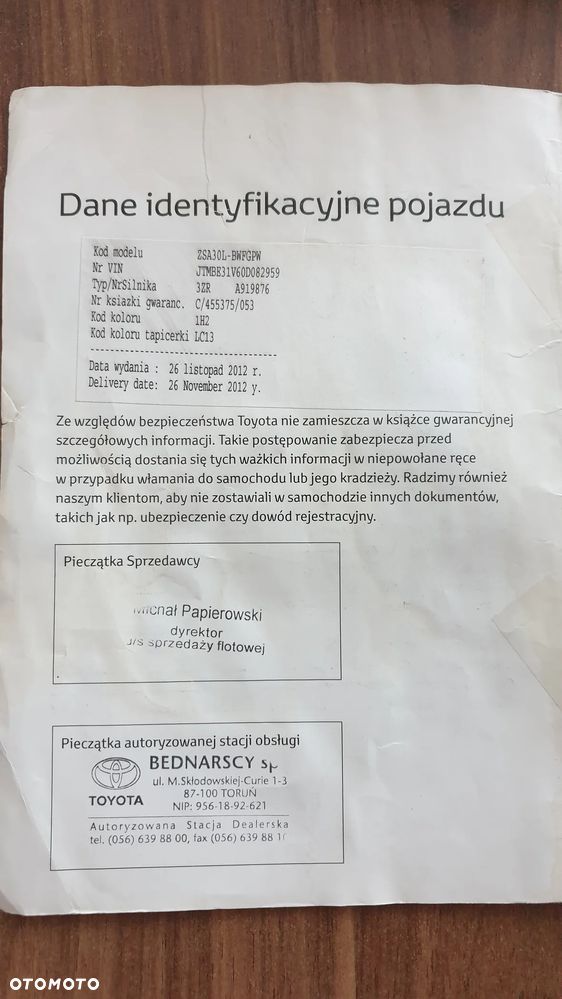 Dane identyfikacyjne pojazdu
Kod modelu ZSA30L-BWFGPW
Nr VIN JTMBE31V60D082959
Typ/NrSilnika 3ZR A919876
Nr ksiazki gwaranc. C/455375/053
Kod koloru 1H2
Kod koloru tapicerki LC13
-----------------------------------
Data wydania : 26 listopad 2012 r.
Delivery date: 26 November 2012 y.
Ze względów bezpieczeństwa Toyota nie zamieszcza w książce gwarancyjnej
szczegółowych informacji. Takie postępowanie zabezpiecza przed
możliwością dostania się tych ważkich informacji w niepowołane ręce
w przypadku włamania do samochodu lub jego kradzieży. Radzimy również
naszym klientom, aby nie zostawiali w samochodzie innych dokumentów,
takich jak np. ubezpieczenie czy dowód rejestracyjny.
Pieczątka Sprzedawcy
Michał Papierowski
dyrektor
d/s sprzedaży flotowej
Pieczątka autoryzowanej stacji obsługi
BEDNARSCY
ul. M.Skłodowskiej-Curie 1-3
87-100 TORUŃ
TOYOTA
NIP: 956-18-92-621
Autoryzowana Stacja Dealerska
tel. (056) 639 88 00, fax (056) 639 88
OTOMOTO